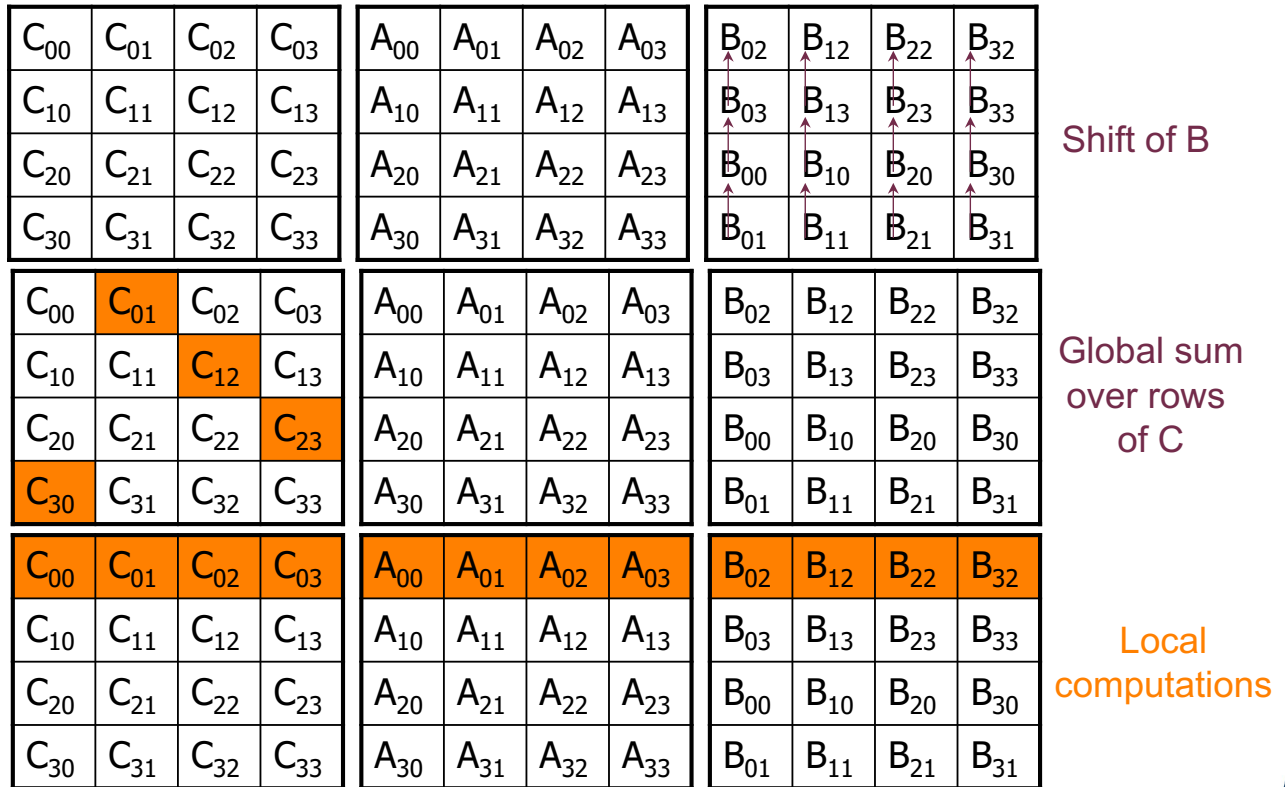 C₀₀ C₀₁ C₀₂ C₀₃ A₀₀ A₀₁ A₀₂ A₀₃ B₀₂ B₁₂ B₂₂ B₃₂
C₁₀ C₁₁ C₁₂ C₁₃ A₁₀ A₁₁ A₁₂ A₁₃ B₀₃ B₁₃ B₂₃ B₃₃
C₂₀ C₂₁ C₂₂ C₂₃ A₂₀ A₂₁ A₂₂ A₂₃ B₀₀ B₁₀ B₂₀ B₃₀
C₃₀ C₃₁ C₃₂ C₃₃ A₃₀ A₃₁ A₃₂ A₃₃ B₀₁ B₁₁ B₂₁ B₃₁
Shift of B
C₀₀ C₀₁ C₀₂ C₀₃ A₀₀ A₀₁ A₀₂ A₀₃ B₀₂ B₁₂ B₂₂ B₃₂
C₁₀ C₁₁ C₁₂ C₁₃ A₁₀ A₁₁ A₁₂ A₁₃ B₀₃ B₁₃ B₂₃ B₃₃
C₂₀ C₂₁ C₂₂ C₂₃ A₂₀ A₂₁ A₂₂ A₂₃ B₀₀ B₁₀ B₂₀ B₃₀
C₃₀ C₃₁ C₃₂ C₃₃ A₃₀ A₃₁ A₃₂ A₃₃ B₀₁ B₁₁ B₂₁ B₃₁
Global sum
over rows
of C
C₀₀ C₀₁ C₀₂ C₀₃ A₀₀ A₀₁ A₀₂ A₀₃ B₀₂ B₁₂ B₂₂ B₃₂
C₁₀ C₁₁ C₁₂ C₁₃ A₁₀ A₁₁ A₁₂ A₁₃ B₀₃ B₁₃ B₂₃ B₃₃
C₂₀ C₂₁ C₂₂ C₂₃ A₂₀ A₂₁ A₂₂ A₂₃ B₀₀ B₁₀ B₂₀ B₃₀
C₃₀ C₃₁ C₃₂ C₃₃ A₃₀ A₃₁ A₃₂ A₃₃ B₀₁ B₁₁ B₂₁ B₃₁
Local
computations